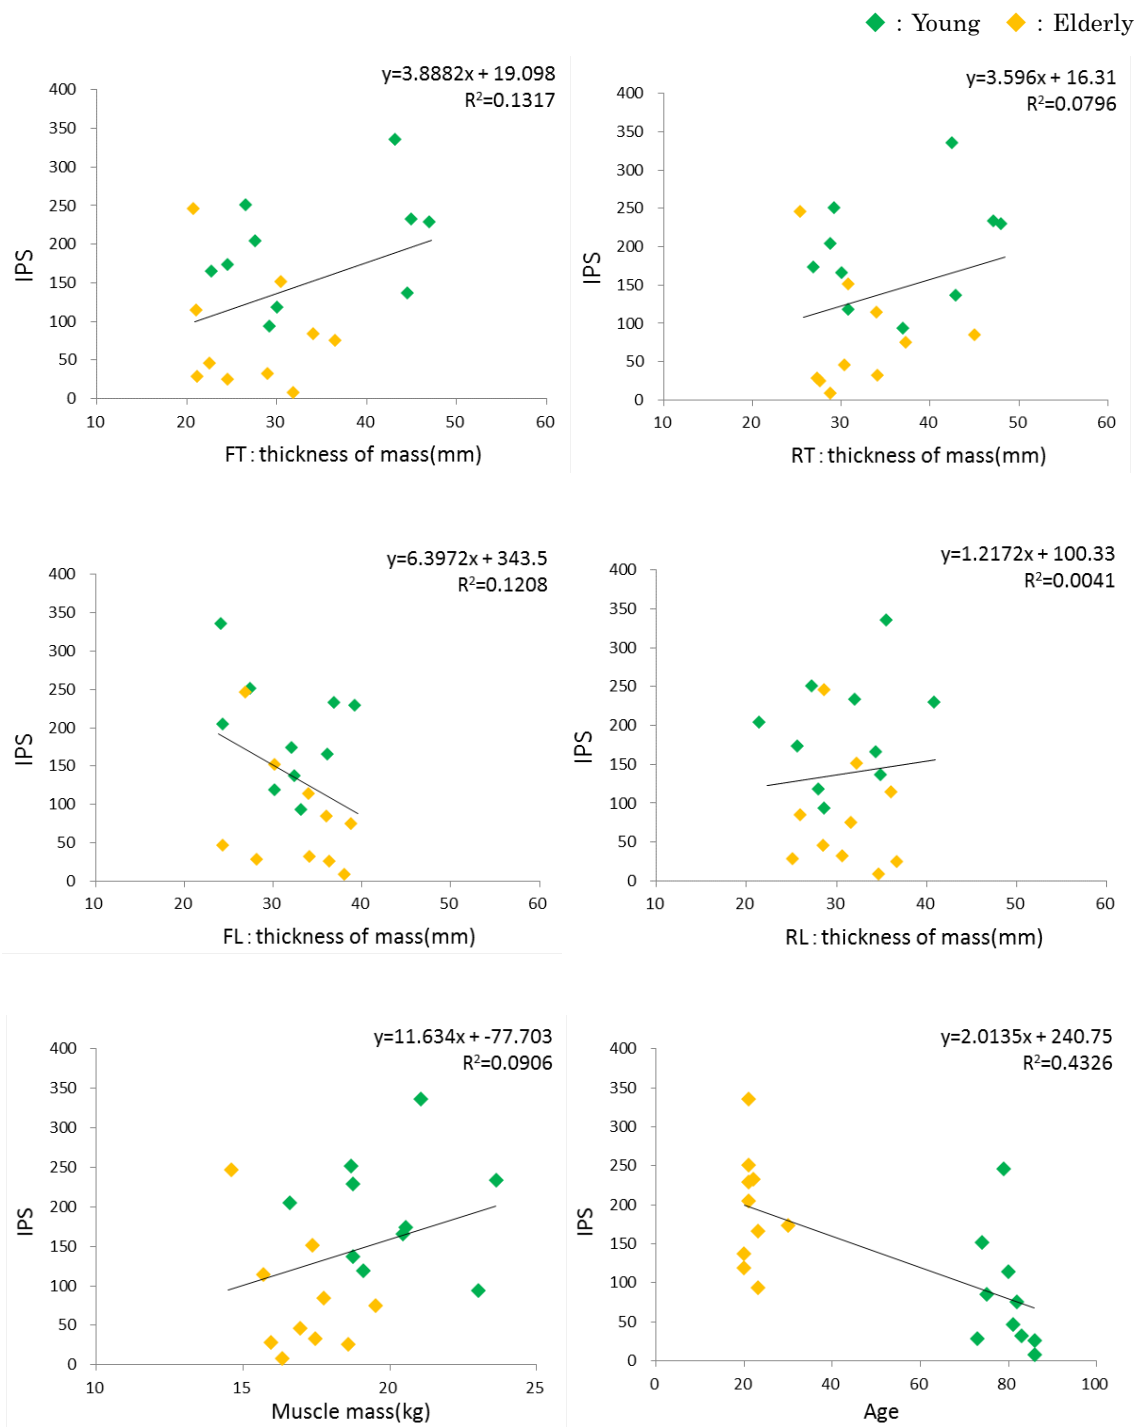 ◆ : Young ◆ : Elderly
y=3.8882x + 19.098
R²=0.1317
400
350
300
250
200
150
100
50
0
IPS
10 20 30 40 50 60
FT：thickness of mass(mm)
y=3.596x + 16.31
R²=0.0796
400
350
300
250
200
150
100
50
0
IPS
10 20 30 40 50 60
RT：thickness of mass(mm)
y=6.3972x + 343.5
R²=0.1208
400
350
300
250
200
150
100
50
0
IPS
10 20 30 40 50 60
FL：thickness of mass(mm)
y=1.2172x + 100.33
R²=0.0041
400
350
300
250
200
150
100
50
0
IPS
10 20 30 40 50 60
RL：thickness of mass(mm)
y=11.634x + -77.703
R²=0.0906
400
350
300
250
200
150
100
50
0
IPS
10 15 20 25
Muscle mass(kg)
y=2.0135x + 240.75
R²=0.4326
400
350
300
250
200
150
100
50
0
IPS
0 20 40 60 80 100
Age